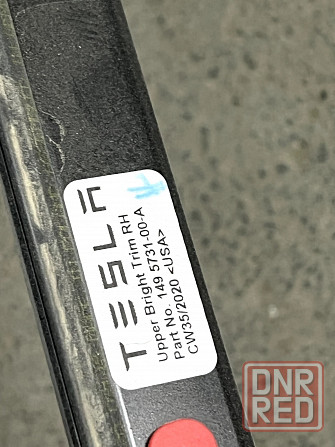 TESLA
Upper Bright Trim RH
Part No. 149 5731-00-A
CW35/2020 <USA>
DNR
RED